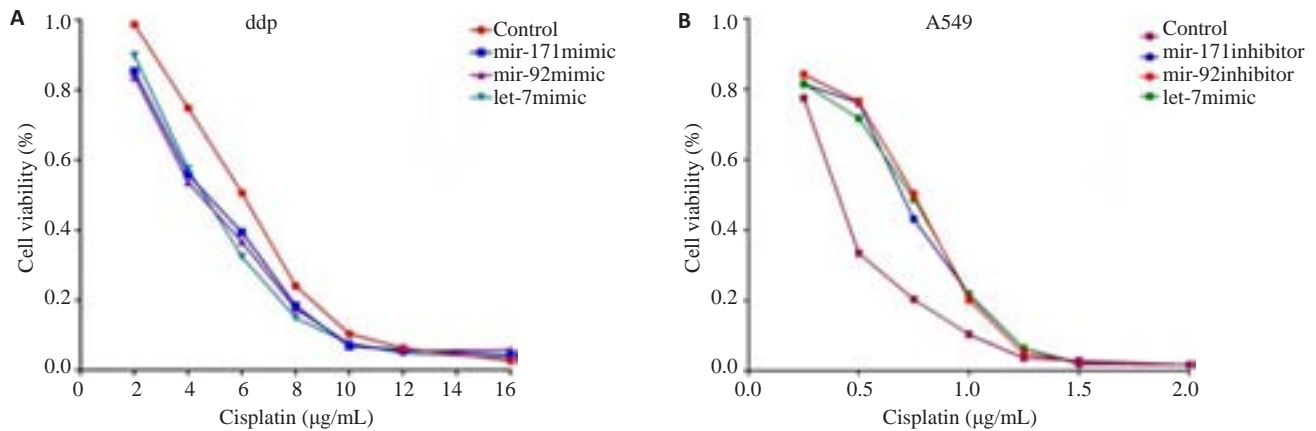 A
ddp
Control
mir-171mimic
mir-92mimic
let-7mimic
Cell viability (%)
1.0
0.8
0.6
0.4
0.2
0.0
0 2 4 6 8 10 12 14 16
Cisplatin (μg/mL)
B
A549
Control
mir-171inhibitor
mir-92inhibitor
let-7mimic
Cell viability (%)
1.0
0.8
0.6
0.4
0.2
0.0
0.0 0.5 1.0 1.5 2.0
Cisplatin (μg/mL)